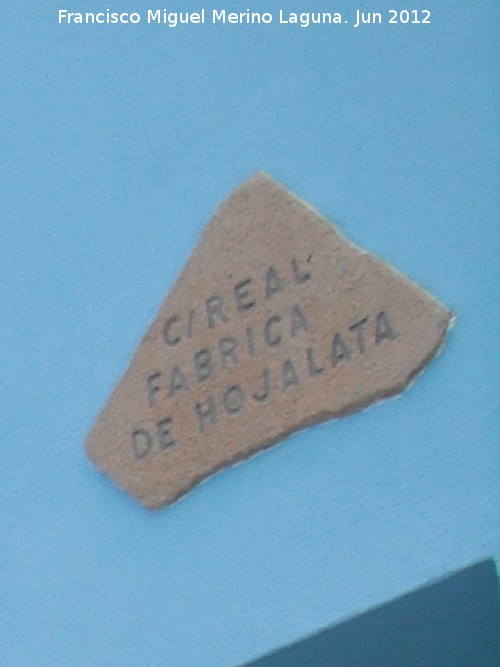 Francisco Miguel Merino Laguna. Jun 2012
C/REAL
FABRICA
DE HOJALATA